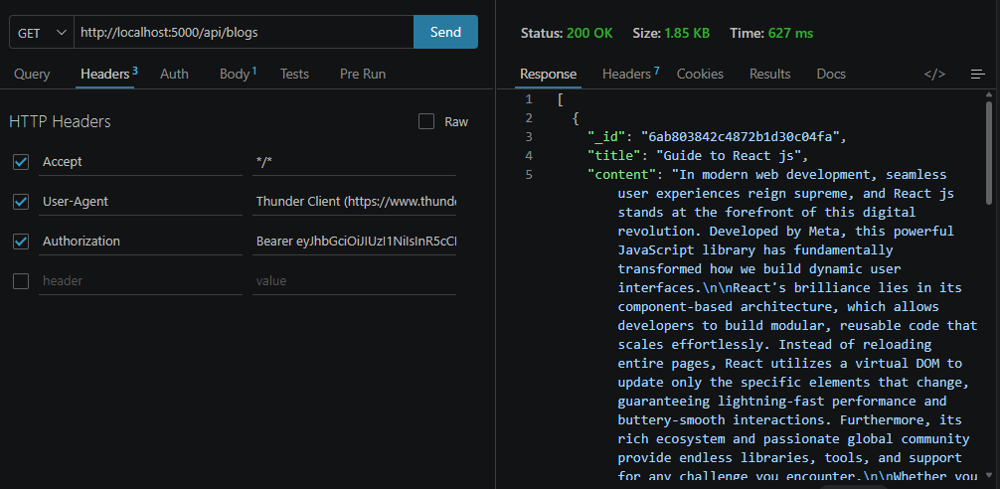 GET
http://localhost:5000/api/blogs
Send
Query
Headers 3
Auth
Body 1
Tests
Pre Run
HTTP Headers
Raw
Accept
*/*
User-Agent
Thunder Client (https://www.thunde
Authorization
Bearer eyJhbGciOiJIUzI1NiIsInR5cCI
header
value
Status: 200 OK Size: 1.85 KB Time: 627 ms
Response
Headers 7
Cookies
Results
Docs
</>
1 [
2 {
3 "_id": "6ab803842c4872b1d30c04fa",
4 "title": "Guide to React js",
5 "content": "In modern web development, seamless
user experiences reign supreme, and React js
stands at the forefront of this digital
revolution. Developed by Meta, this powerful
JavaScript library has fundamentally
transformed how we build dynamic user
interfaces.\n\nReact's brilliance lies in its
component-based architecture, which allows
developers to build modular, reusable code that
scales effortlessly. Instead of reloading
entire pages, React utilizes a virtual DOM to
update only the specific elements that change,
guaranteeing lightning-fast performance and
buttery-smooth interactions. Furthermore, its
rich ecosystem and passionate global community
provide endless libraries, tools, and support
for any challenge you encounter.\n\nWhether you